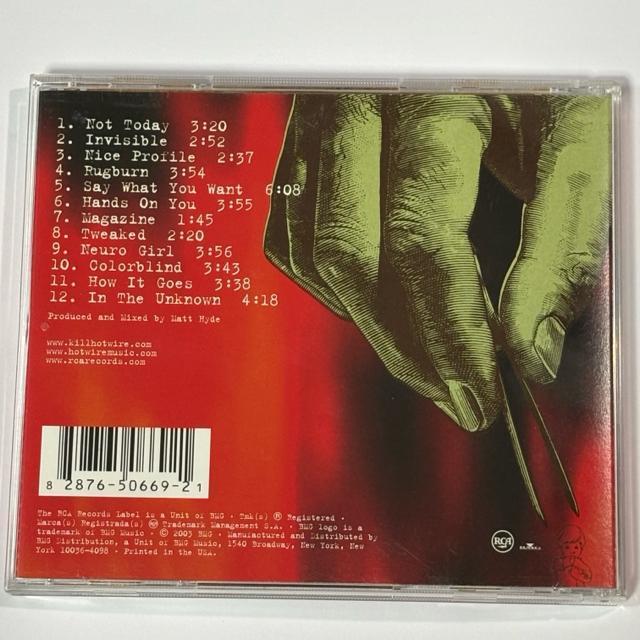 1. Not Today 3:20
2. Invisible 2:52
3. Nice Profile 2:37
4. Rugburn 3:54
5. Say What You Want 6:08
6. Hands On You 3:55
7. Magazine 1:45
8. Tweaked 2:20
9. Neuro Girl 3:56
10. Colorblind 3:43
11. How It Goes 3:38
12. In The Unknown 4:18
Produced and Mixed by Matt Hyde
www.killhotwire.com
www.hotwiremusic.com
www.rcarecords.com
8 28765-0669-2 1
The RCA Records Label is a Unit of BMG · Tmk(s) ® Registered ·
Marca(s) Registrada(s) Trademark Management S.A. · BMG logo is a
trademark of BMG Music · © 2003 BMG · Manufactured and Distributed by
BMG Distribution, a Unit of BMG Music, 1540 Broadway, New York, New
York 10036-4098 · Printed in the USA.
RCA